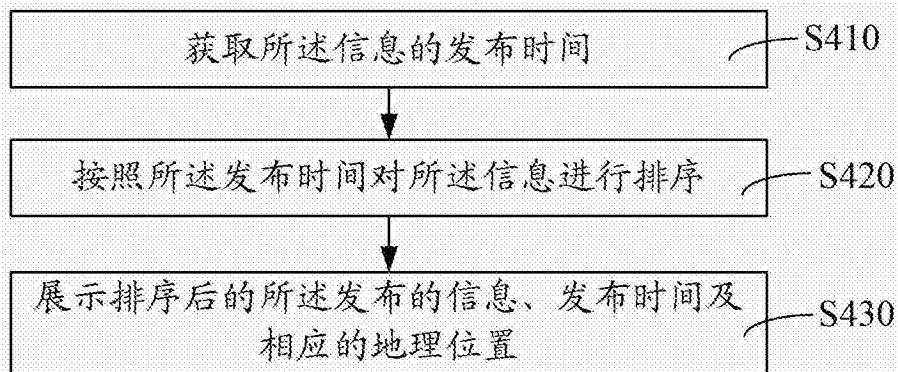 获取所述信息的发布时间
S410
按照所述发布时间对所述信息进行排序
S420
展示排序后的所述发布的信息、发布时间及
相应的地理位置
S430